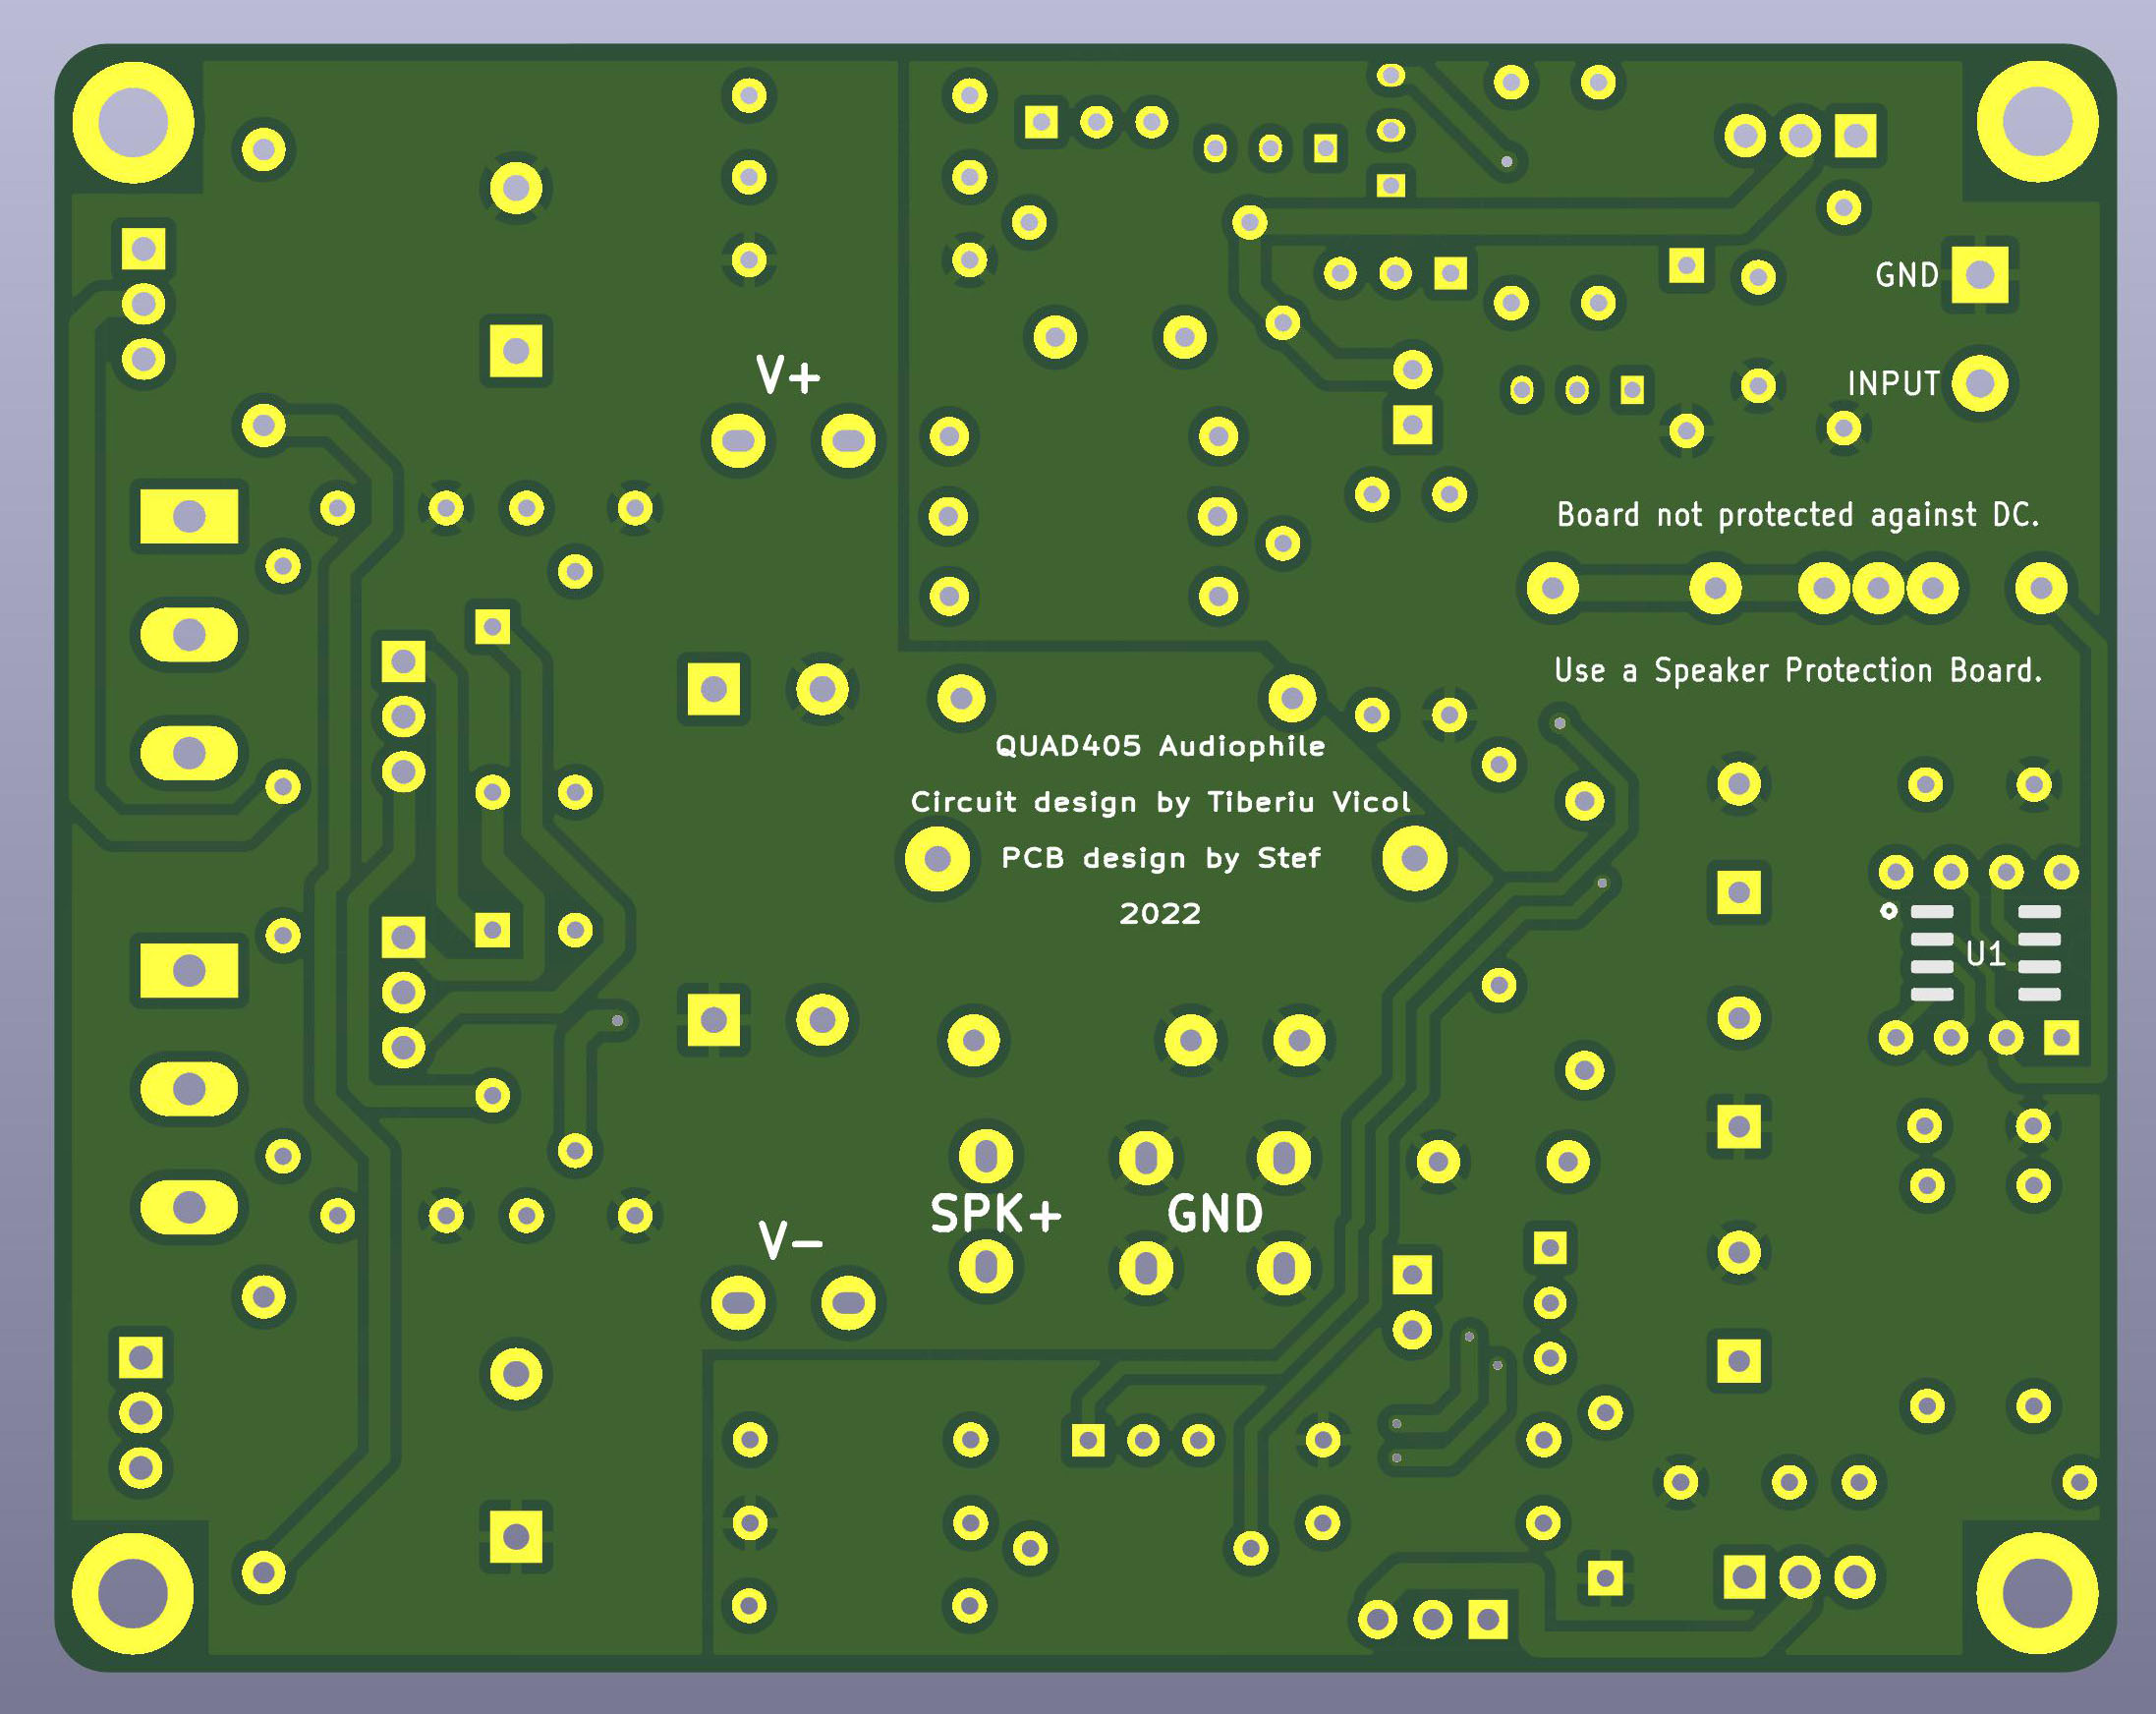 V+
GND
INPUT
Board not protected against DC.
Use a Speaker Protection Board.
QUAD405 Audiophile
Circuit design by Tiberiu Vicol
PCB design by Stef
2022
U1
SPK+
GND
V-